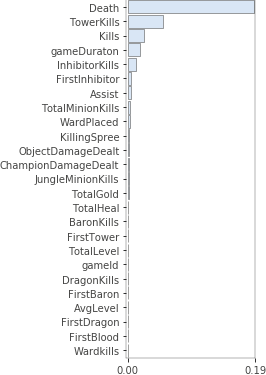 Death
TowerKills
Kills
gameDuraton
InhibitorKills
FirstInhibitor
Assist
TotalMinionKills
WardPlaced
KillingSpree
ObjectDamageDealt
ChampionDamageDealt
JungleMinionKills
TotalGold
TotalHeal
BaronKills
FirstTower
TotalLevel
gameId
DragonKills
FirstBaron
AvgLevel
FirstDragon
FirstBlood
Wardkills
0.00 0.19